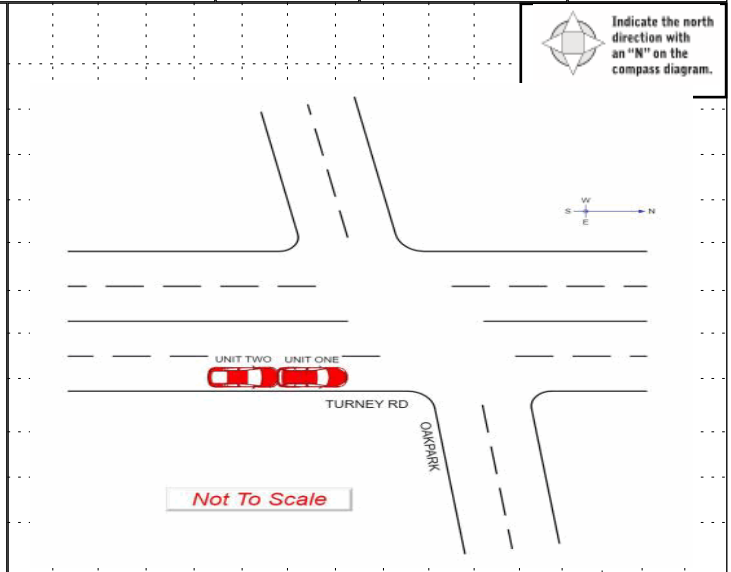 Indicate the north
direction with
an “N” on the
compass diagram.
W
S N
E
UNIT TWO UNIT ONE
TURNEY RD
OAKPARK
Not To Scale